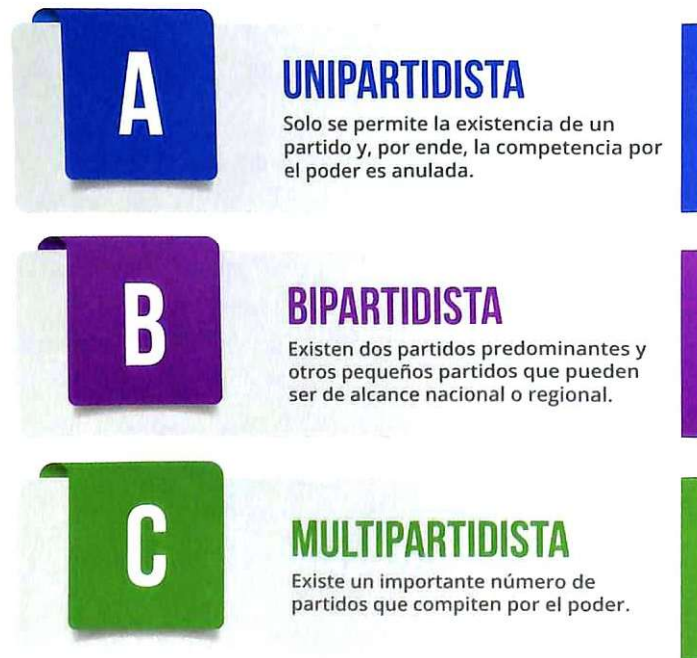 A
UNIPARTIDISTA
Solo se permite la existencia de un
partido y, por ende, la competencia por
el poder es anulada.
B
BIPARTIDISTA
Existen dos partidos predominantes y
otros pequeños partidos que pueden
ser de alcance nacional o regional.
C
MULTIPARTIDISTA
Existe un importante número de
partidos que compiten por el poder.